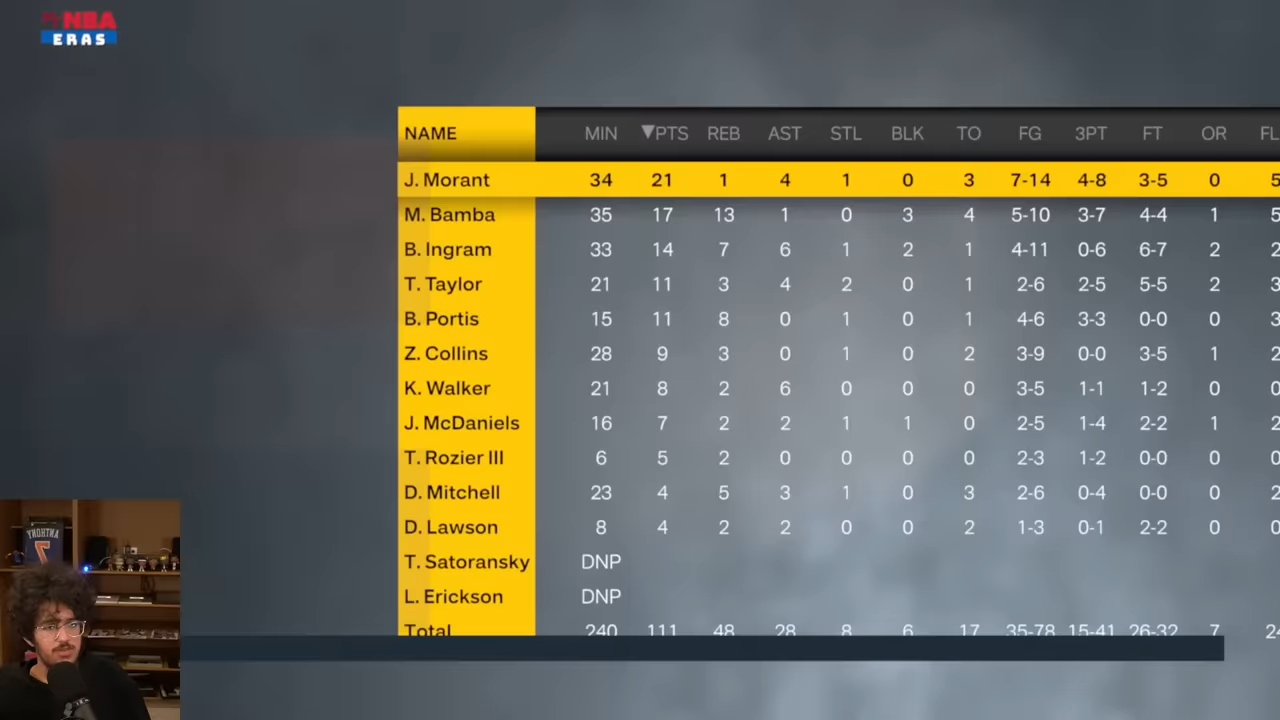 MyNBA
ERAS
NAME MIN ▼PTS REB AST STL BLK TO FG 3PT FT OR
J. Morant 34 21 1 4 1 0 3 7-14 4-8 3-5 0 5
M. Bamba 35 17 13 1 0 3 4 5-10 3-7 4-4 1 5
B. Ingram 33 14 7 6 1 2 1 4-11 0-6 6-7 2 2
T. Taylor 21 11 3 4 2 0 1 2-6 2-5 5-5 2 3
B. Portis 15 11 8 0 1 0 1 4-6 3-3 0-0 0 3
Z. Collins 28 9 3 0 1 0 2 3-9 0-0 3-5 1 2
K. Walker 21 8 2 6 0 0 0 3-5 1-1 1-2 0 0
J. McDaniels 16 7 2 2 1 1 0 2-5 1-4 2-2 1 2
T. Rozier III 6 5 2 0 0 0 0 2-3 1-2 0-0 0 0
D. Mitchell 23 4 5 3 1 0 3 2-6 0-4 0-0 0 2
D. Lawson 8 4 2 2 0 0 2 1-3 0-1 2-2 0 0
T. Satoransky DNP
L. Erickson DNP
Total 240 111 48 28 8 6 17 35-78 15-41 26-32 7 2
ANTHONY
7